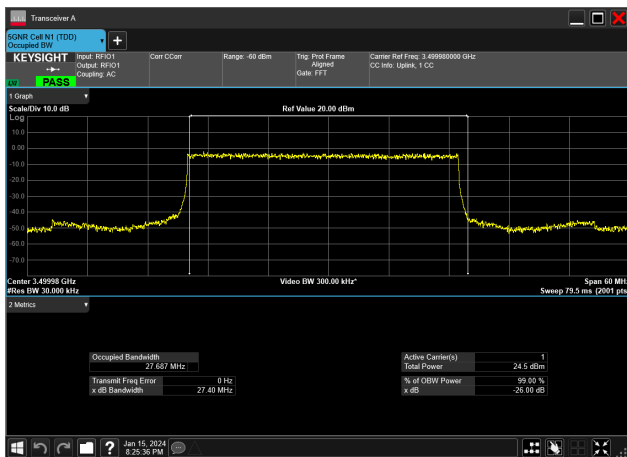 Transceiver A
5GNR Cell N1 (TDD)
Occupied BW
KEYSIGHT
LXI
PASS
Input: RFIO1
Output: RFIO1
Coupling: AC
Corr CCorr
Range: -60 dBm
Trig: Prot Frame
Aligned
Gate: FFT
Carrier Ref Freq: 3.499980000 GHz
CC Info: Uplink, 1 CC
1 Graph
Scale/Div 10.0 dB
Ref Value 20.00 dBm
Log
10.0
0.00
-10.0
-20.0
-30.0
-40.0
-50.0
-60.0
-70.0
Center 3.49998 GHz
Video BW 300.00 kHz*
Span 60 MHz
#Res BW 30.000 kHz
Sweep 79.5 ms (2001 pts
2 Metrics
Occupied Bandwidth
27.687 MHz
Transmit Freq Error 0 Hz
x dB Bandwidth 27.40 MHz
Active Carrier(s) 1
Total Power 24.5 dBm
% of OBW Power 99.00 %
x dB -26.00 dB
Jan 15, 2024
8:25:36 PM